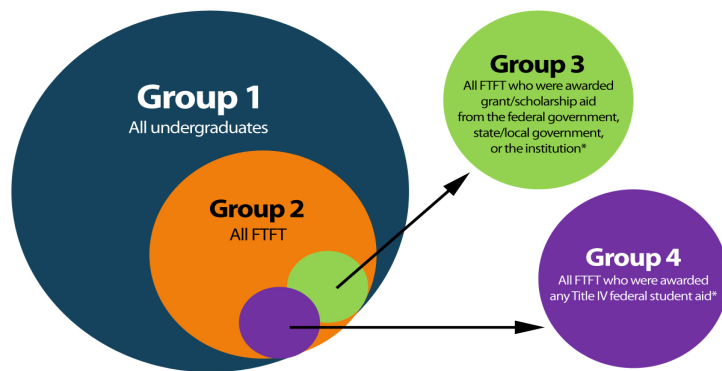 Group 1
All undergraduates
Group 2
All FTFT
Group 3
All FTFT who were awarded
grant/scholarship aid
from the federal government,
state/local government,
or the institution*
Group 4
All FTFT who were awarded
any Title IV federal student aid*